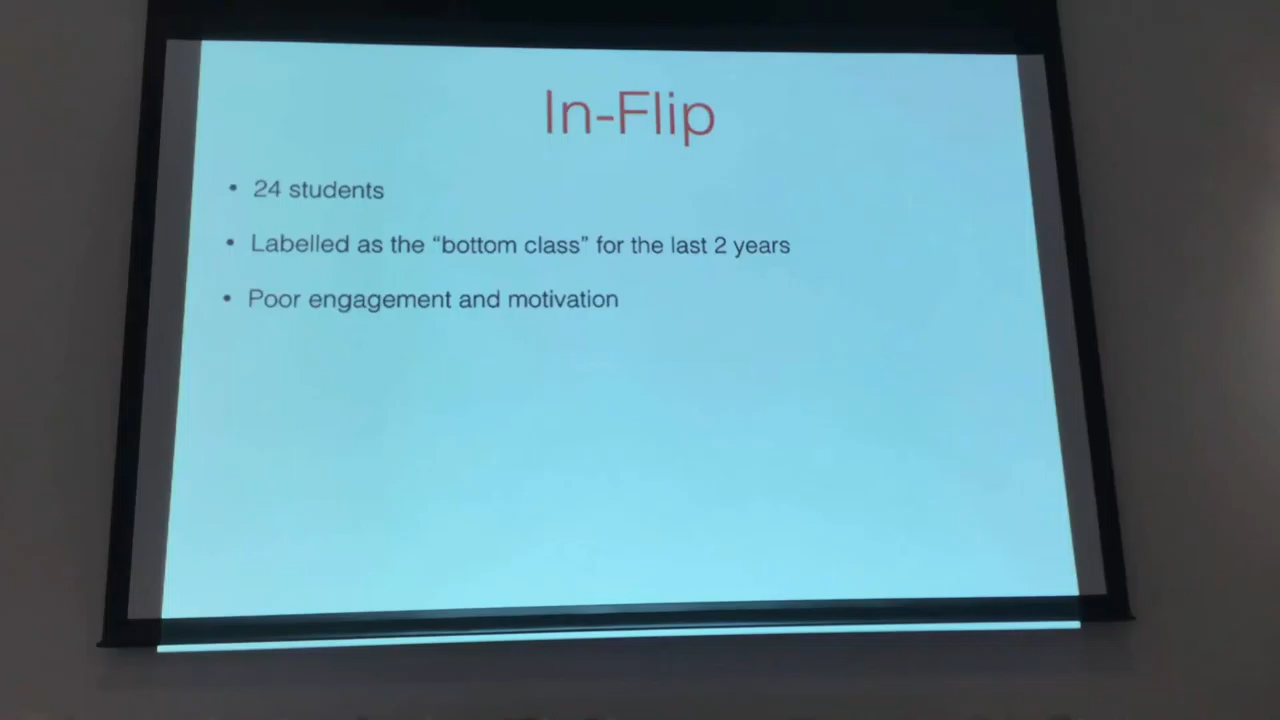 In-Flip
• 24 students
• Labelled as the “bottom class” for the last 2 years
• Poor engagement and motivation